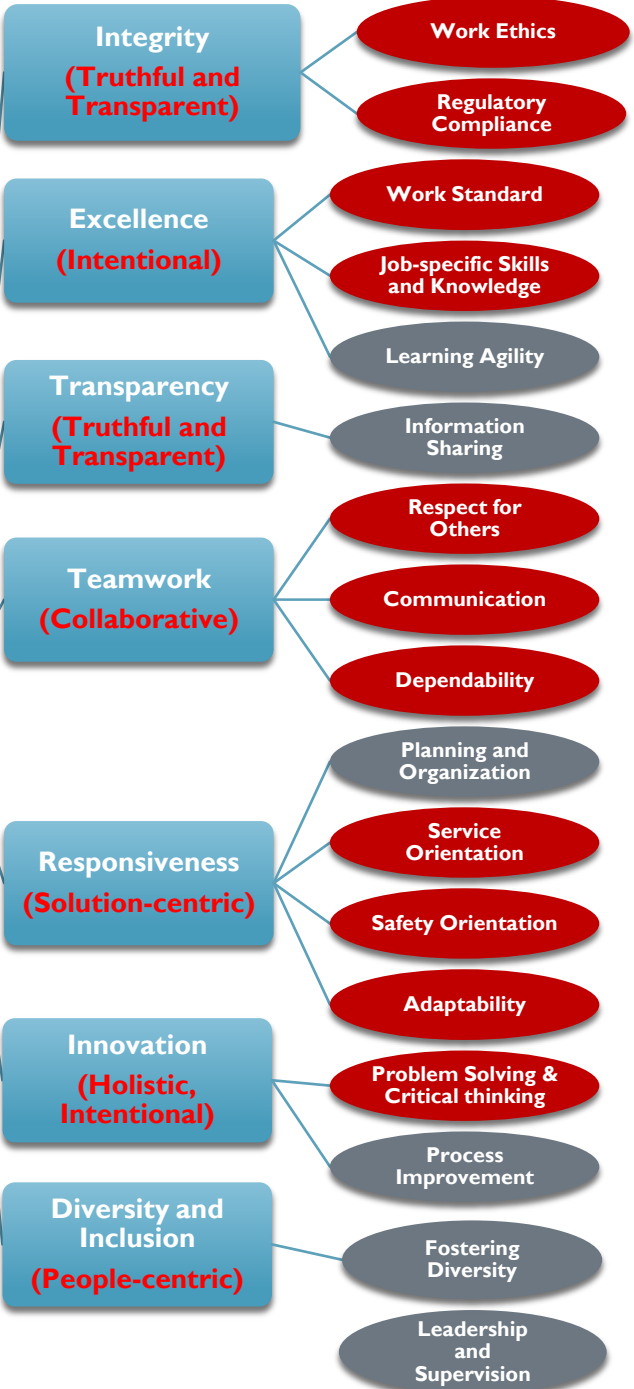 Integrity
(Truthful and
Transparent)
Work Ethics
Regulatory
Compliance
Excellence
(Intentional)
Work Standard
Job-specific Skills
and Knowledge
Learning Agility
Transparency
(Truthful and
Transparent)
Information
Sharing
Teamwork
(Collaborative)
Respect for
Others
Communication
Dependability
Responsiveness
(Solution-centric)
Planning and
Organization
Service
Orientation
Safety Orientation
Adaptability
Innovation
(Holistic,
Intentional)
Problem Solving &
Critical thinking
Process
Improvement
Diversity and
Inclusion
(People-centric)
Fostering
Diversity
Leadership
and
Supervision